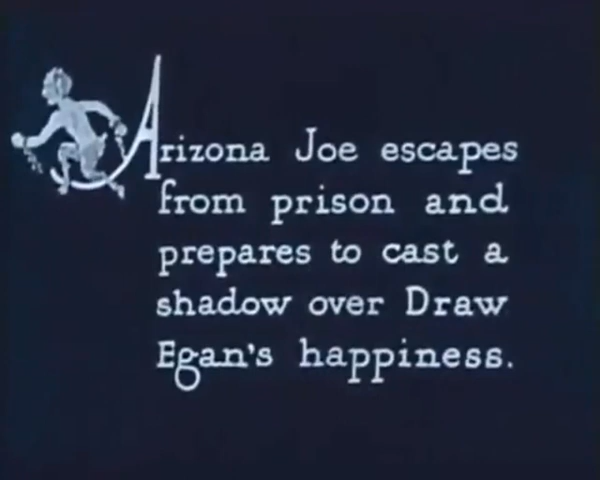 Arizona Joe escapes
from prison and
prepares to cast a
shadow over Draw
Egan's happiness.